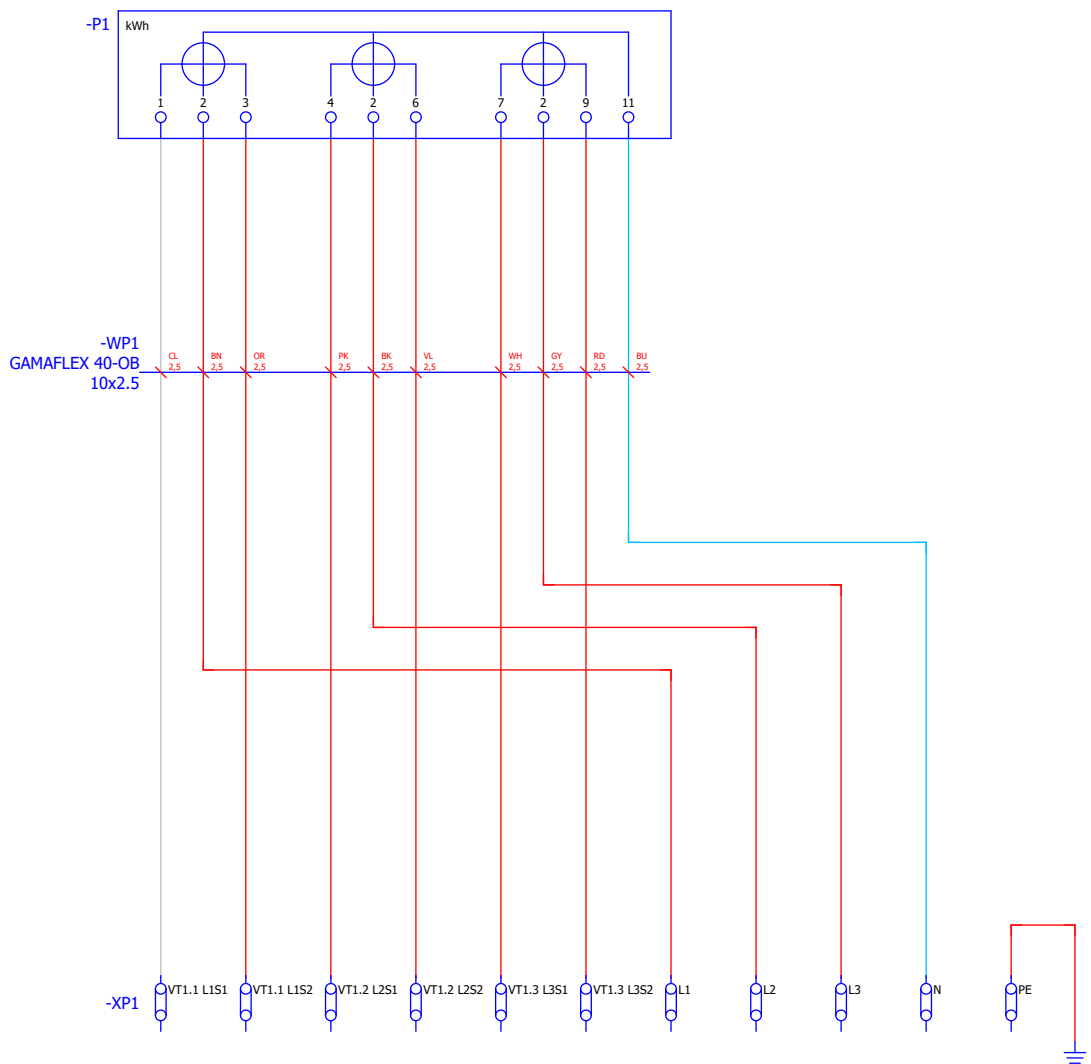 -P1
kWh
1 2 3 4 2 6 7 2 9 11
-WP1
GAMAFLEX 40-OB
10x2.5
CL BN OR PK BK VL WH GY RD BU
2,5 2,5 2,5 2,5 2,5 2,5 2,5 2,5 2,5 2,5
-XP1
VT1.1 L1S1 VT1.1 L1S2 VT1.2 L2S1 VT1.2 L2S2 VT1.3 L3S1 VT1.3 L3S2 L1 L2 L3 N PE